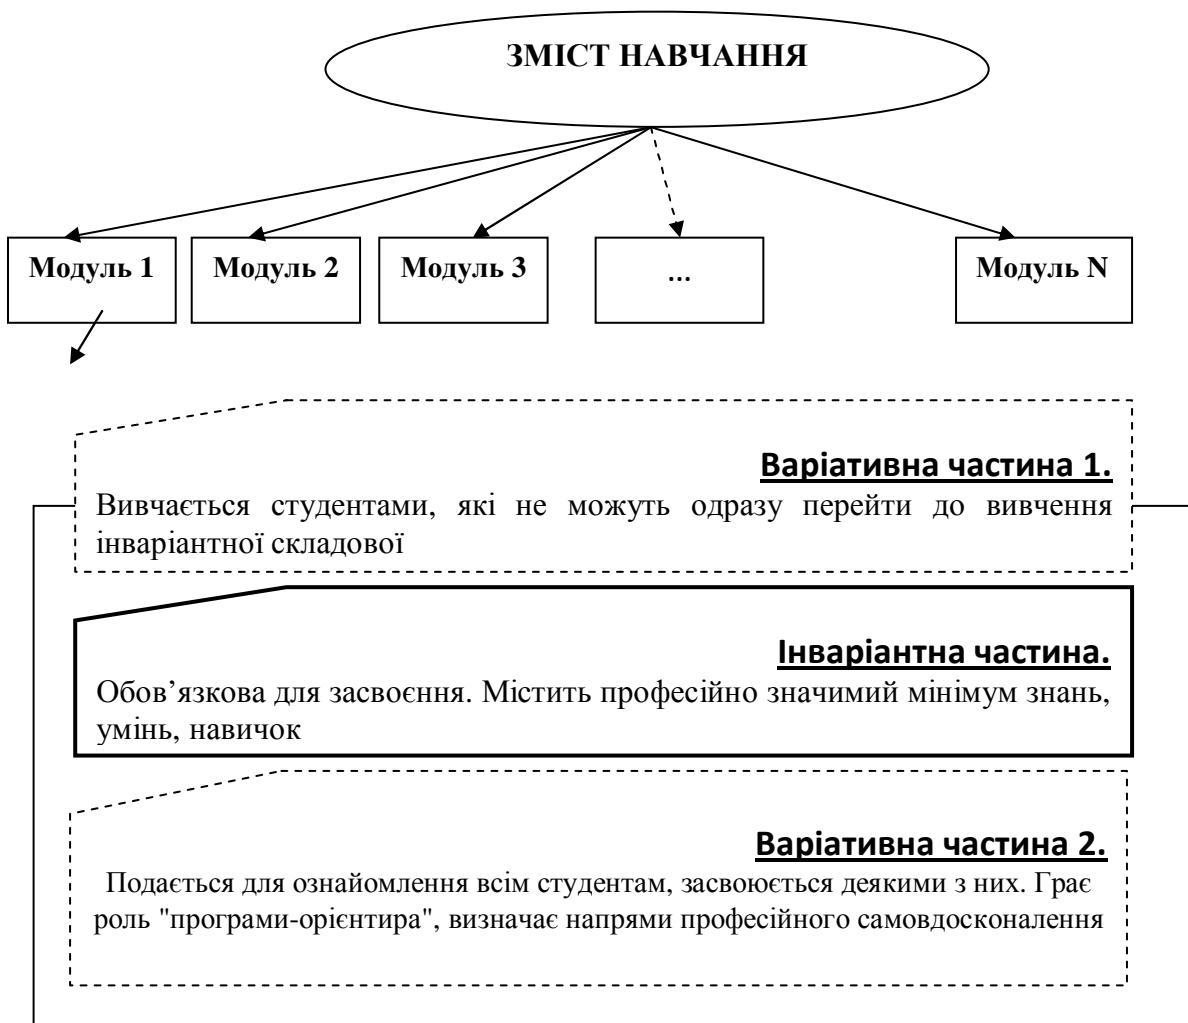 ЗМІСТ НАВЧАННЯ
Модуль 1
Модуль 2
Модуль 3
...
Модуль N
Варіативна частина 1.
Вивчається студентами, які не можуть одразу перейти до вивчення
інваріантної складової
Інваріантна частина.
Обов’язкова для засвоєння. Містить професійно значимий мінімум знань,
умінь, навичок
Варіативна частина 2.
Подається для ознайомлення всім студентам, засвоюється деякими з них. Грає
роль "програми-орієнтира", визначає напрями професійного самовдосконалення